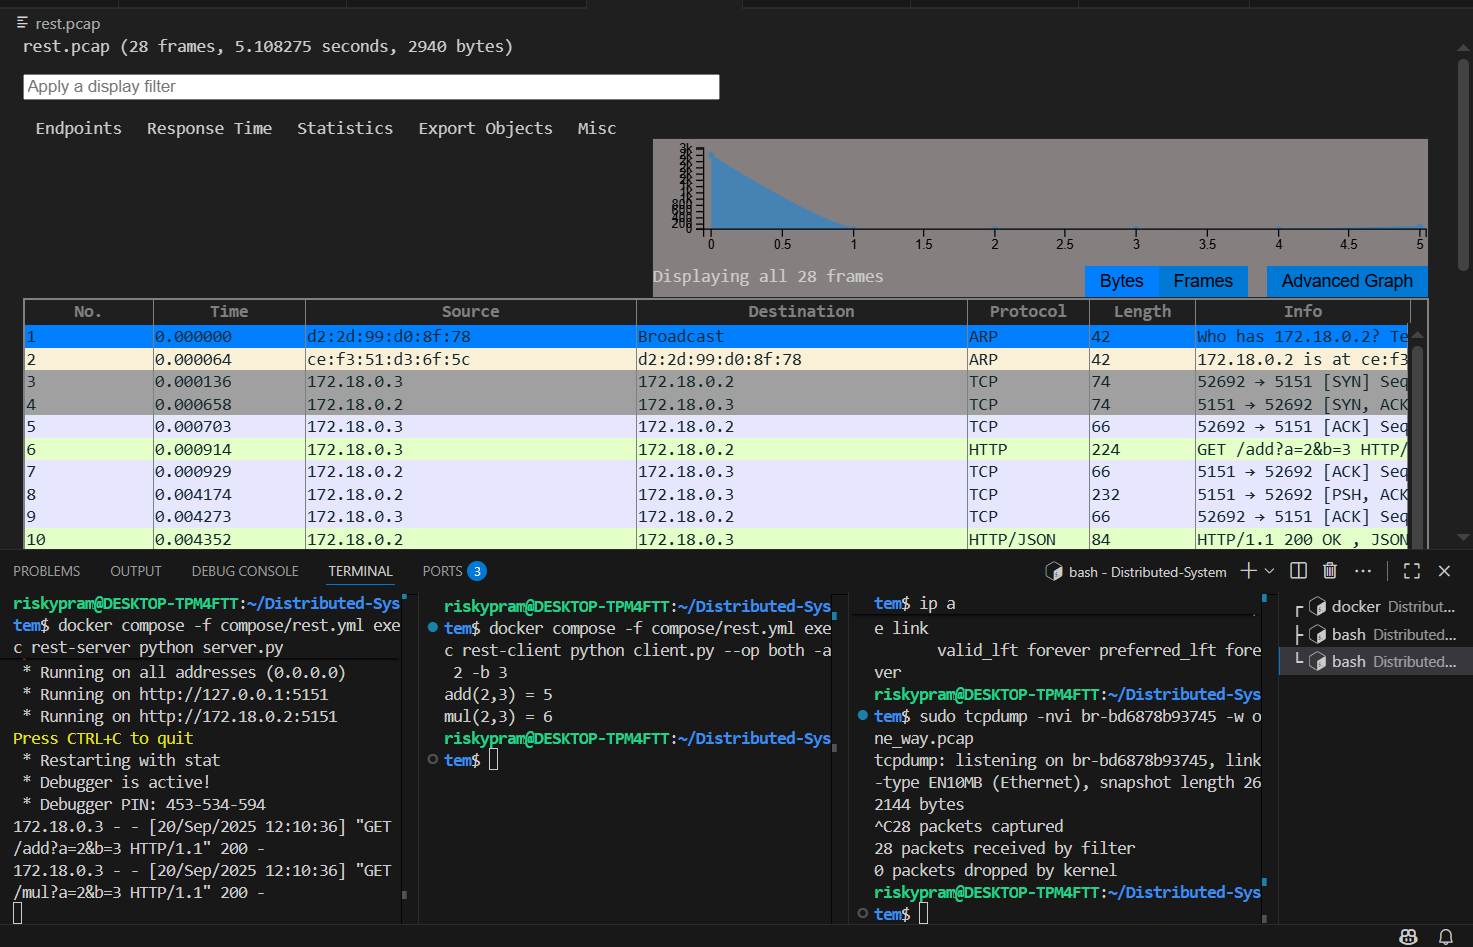 rest.pcap
rest.pcap (28 frames, 5.108275 seconds, 2940 bytes)
Apply a display filter
Endpoints Response Time Statistics Export Objects Misc
0 0.5 1 1.5 2 2.5 3 3.5 4 4.5 5
Displaying all 28 frames
Bytes Frames Advanced Graph
No. Time Source Destination Protocol Length Info
1 0.000000 d2:2d:99:d0:8f:78 Broadcast ARP 42 Who has 172.18.0.2? Te
2 0.000064 ce:f3:51:d3:6f:5c d2:2d:99:d0:8f:78 ARP 42 172.18.0.2 is at ce:f3
3 0.000136 172.18.0.3 172.18.0.2 TCP 74 52692 → 5151 [SYN] Seq
4 0.000658 172.18.0.2 172.18.0.3 TCP 74 5151 → 52692 [SYN, ACK
5 0.000703 172.18.0.3 172.18.0.2 TCP 66 52692 → 5151 [ACK] Seq
6 0.000914 172.18.0.3 172.18.0.2 HTTP 224 GET /add?a=2&b=3 HTTP/
7 0.000929 172.18.0.2 172.18.0.3 TCP 66 5151 → 52692 [ACK] Seq
8 0.004174 172.18.0.2 172.18.0.3 TCP 232 5151 → 52692 [PSH, ACK
9 0.004273 172.18.0.3 172.18.0.2 TCP 66 52692 → 5151 [ACK] Seq
10 0.004352 172.18.0.2 172.18.0.3 HTTP/JSON 84 HTTP/1.1 200 OK , JSON
PROBLEMS OUTPUT DEBUG CONSOLE TERMINAL PORTS 3
bash - Distributed-System
riskypram@DESKTOP-TPM4FTT:~/Distributed-Sys
tem$ docker compose -f compose/rest.yml exe
c rest-server python server.py
* Running on all addresses (0.0.0.0)
* Running on http://127.0.0.1:5151
* Running on http://172.18.0.2:5151
Press CTRL+C to quit
* Restarting with stat
* Debugger is active!
* Debugger PIN: 453-534-594
172.18.0.3 - - [20/Sep/2025 12:10:36] "GET
/add?a=2&b=3 HTTP/1.1" 200 -
172.18.0.3 - - [20/Sep/2025 12:10:36] "GET
/mul?a=2&b=3 HTTP/1.1" 200 -
riskypram@DESKTOP-TPM4FTT:~/Distributed-Sys
tem$ docker compose -f compose/rest.yml exe
c rest-client python client.py --op both -a
2 -b 3
add(2,3) = 5
mul(2,3) = 6
riskypram@DESKTOP-TPM4FTT:~/Distributed-Sys
tem$
tem$ ip a
e link
valid_lft forever preferred_lft fore
ver
riskypram@DESKTOP-TPM4FTT:~/Distributed-Sys
tem$ sudo tcpdump -nvi br-bd6878b93745 -w o
ne_way.pcap
tcpdump: listening on br-bd6878b93745, link
-type EN10MB (Ethernet), snapshot length 26
2144 bytes
^C28 packets captured
28 packets received by filter
0 packets dropped by kernel
riskypram@DESKTOP-TPM4FTT:~/Distributed-Sys
tem$
docker Distribut...
bash Distributed...
bash Distributed...